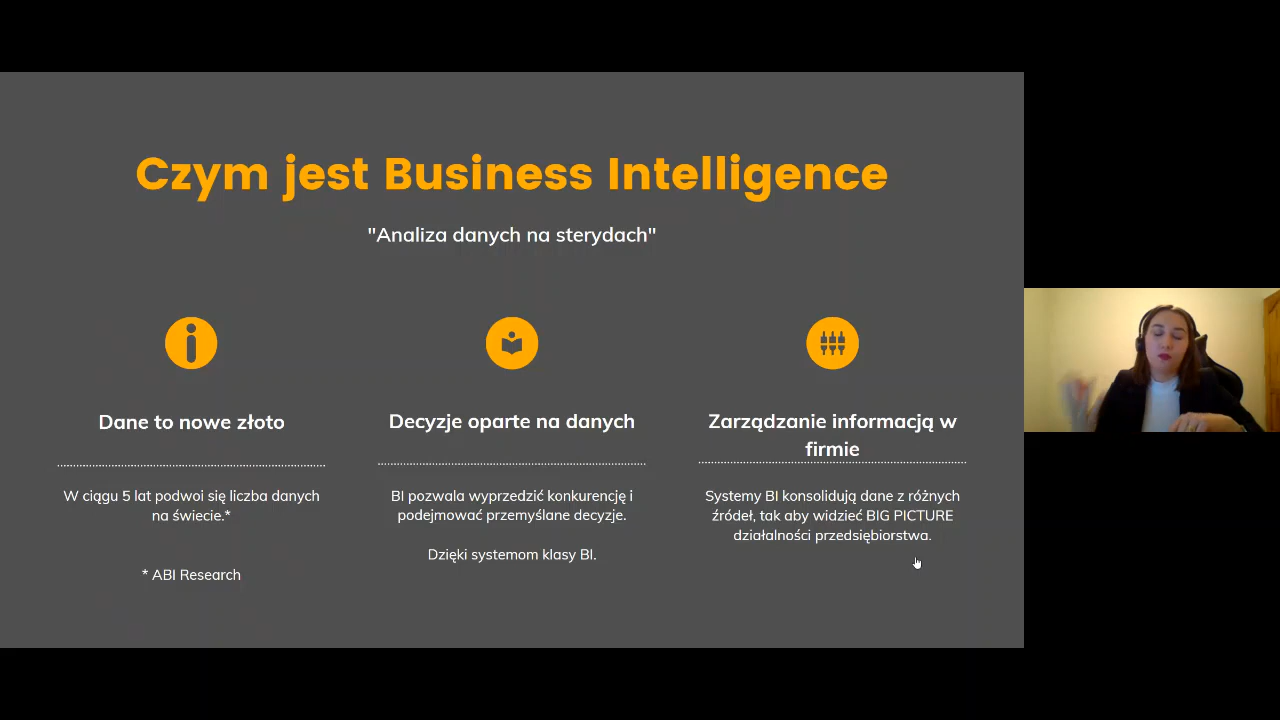 Czym jest Business Intelligence
"Analiza danych na sterydach"
Dane to nowe złoto
W ciągu 5 lat podwoi się liczba danych
na świecie.*
* ABI Research
Decyzje oparte na danych
BI pozwala wyprzedzić konkurencję i
podejmować przemyślane decyzje.
Dzięki systemom klasy BI.
Zarządzanie informacją w
firmie
Systemy BI konsolidują dane z różnych
źródeł, tak aby widzieć BIG PICTURE
działalności przedsiębiorstwa.